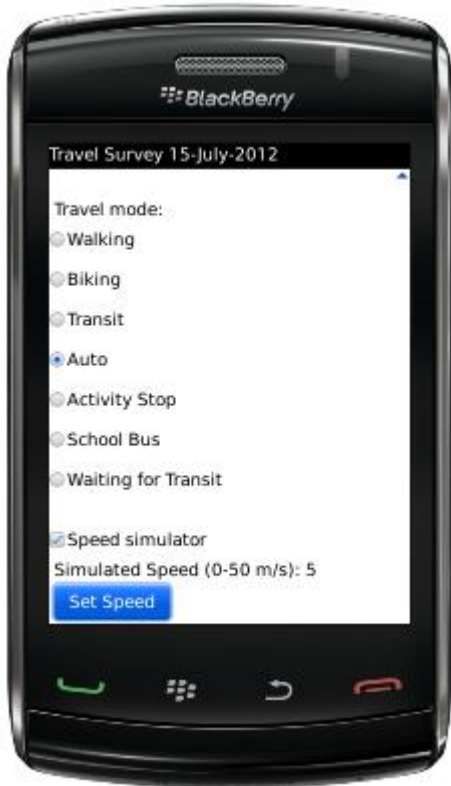 BlackBerry
Travel Survey 15-July-2012
Travel mode:
Walking
Biking
Transit
Auto
Activity Stop
School Bus
Waiting for Transit
Speed simulator
Simulated Speed (0-50 m/s): 5
Set Speed